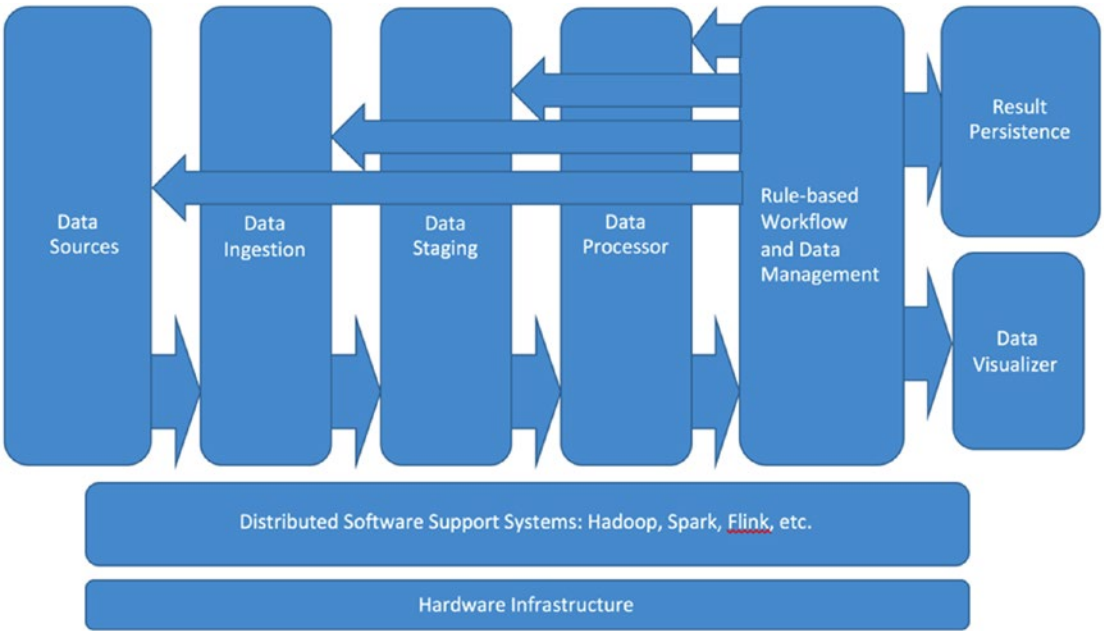 Data
Sources
Data
Ingestion
Data
Staging
Data
Processor
Rule-based
Workflow
and Data
Management
Result
Persistence
Data
Visualizer
Distributed Software Support Systems: Hadoop, Spark, Flink, etc.
Hardware Infrastructure